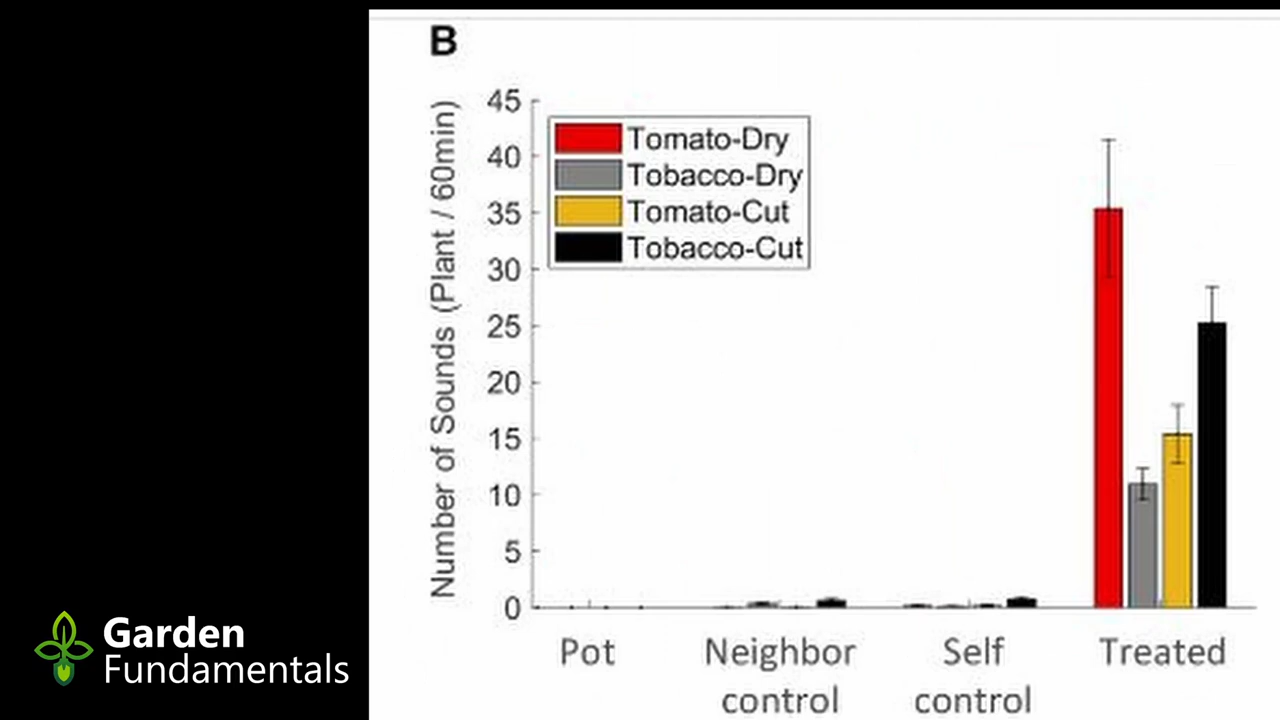 B
Number of Sounds (Plant / 60min)
45
40
35
30
25
20
15
10
5
0
Tomato-Dry
Tobacco-Dry
Tomato-Cut
Tobacco-Cut
Pot
Neighbor
control
Self
control
Treated
Garden
Fundamentals